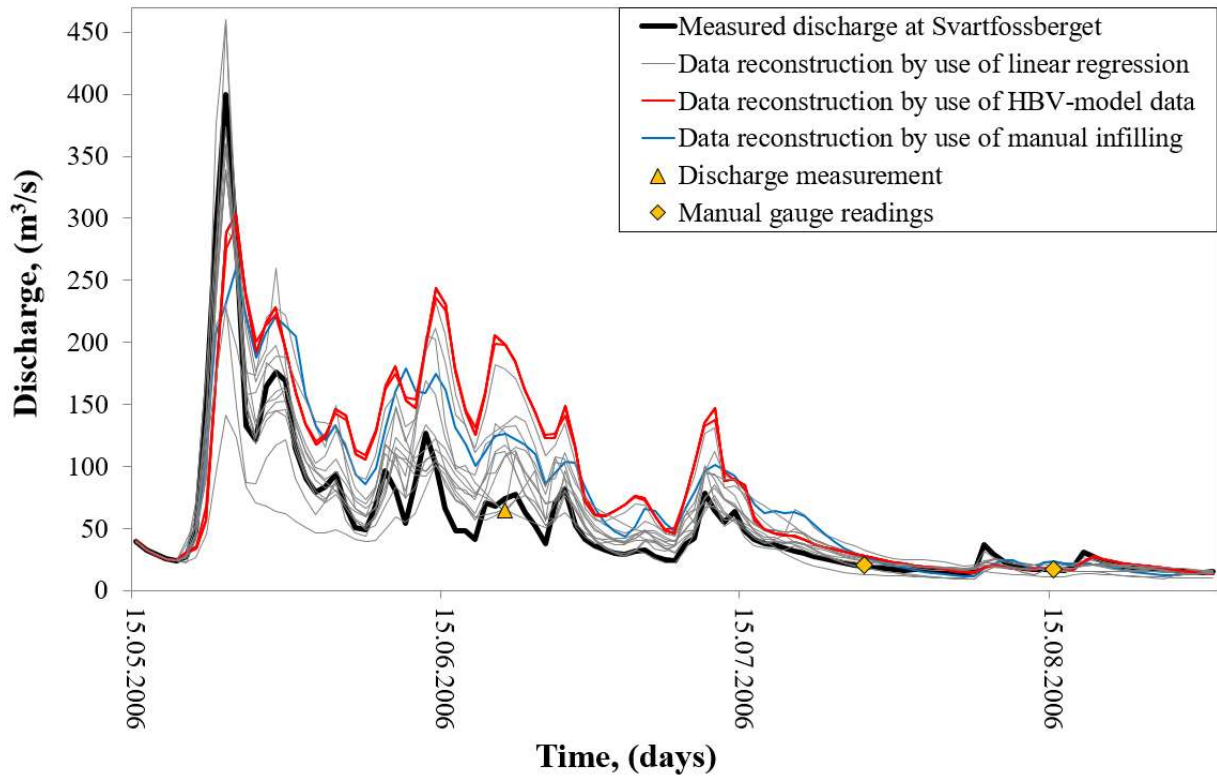 450
400
350
300
250
200
150
100
50
0
Discharge, (m³/s)
Measured discharge at Svartfossberget
Data reconstruction by use of linear regression
Data reconstruction by use of HBV-model data
Data reconstruction by use of manual infilling
Discharge measurement
Manual gauge readings
15.05.2006
15.06.2006
15.07.2006
15.08.2006
Time, (days)